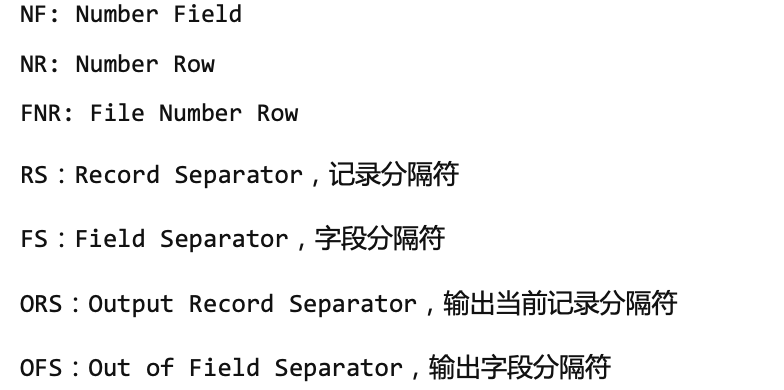 NF: Number Field
NR: Number Row
FNR: File Number Row
RS：Record Separator，记录分隔符
FS：Field Separator，字段分隔符
ORS：Output Record Separator，输出当前记录分隔符
OFS：Out of Field Separator，输出字段分隔符